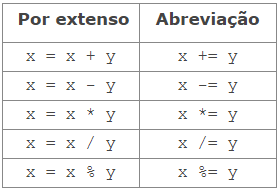 Por extenso Abreviação
x = x + y x += y
x = x - y x -= y
x = x * y x *= y
x = x / y x /= y
x = x % y x %= y